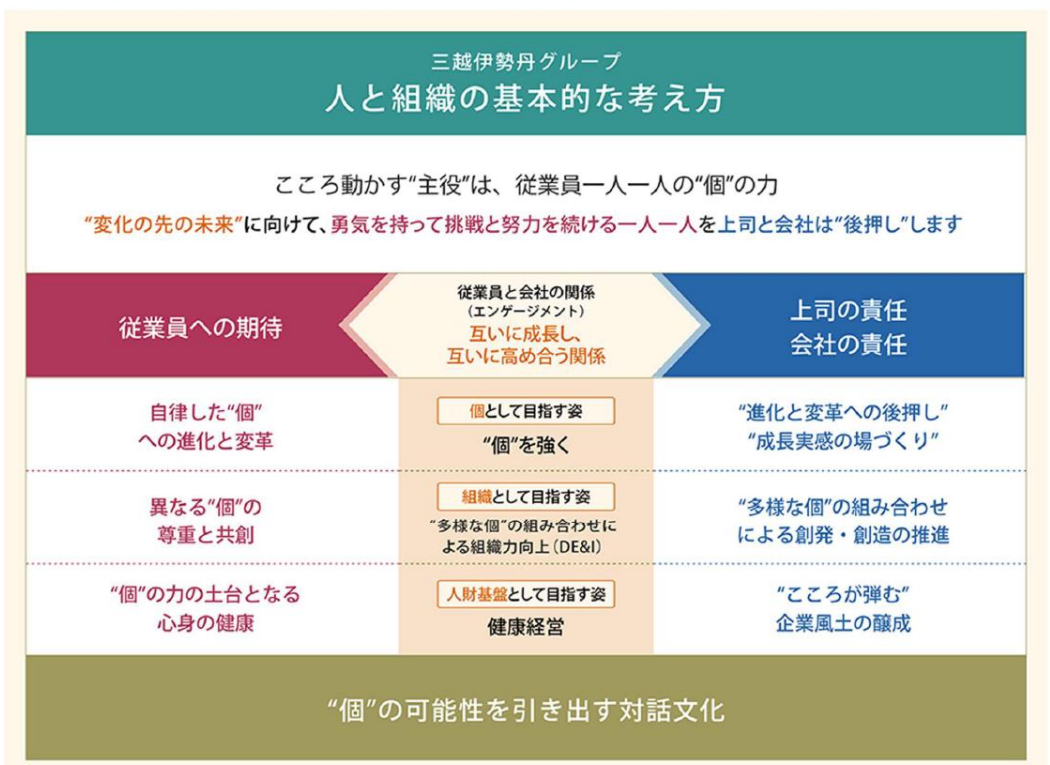 三越伊勢丹グループ
人と組織の基本的な考え方
こころ動かす“主役”は、従業員一人一人の“個”の力
“変化の先の未来”に向けて、勇気を持って挑戦と努力を続ける一人一人を上司と会社は“後押し”します
従業員への期待
従業員と会社の関係
(エンゲージメント)
互いに成長し、
互いに高め合う関係
上司の責任
会社の責任
自律した“個”
への進化と変革
個として目指す姿
“個”を強く
“進化と変革への後押し”
“成長実感の場づくり”
異なる“個”の
尊重と共創
組織として目指す姿
“多様な個”の組み合わせに
よる組織力向上(DE&I)
“多様な個”の組み合わせ
による創発・創造の推進
“個”の力の土台となる
心身の健康
人財基盤として目指す姿
健康経営
“こころが弾む”
企業風土の醸成
“個”の可能性を引き出す対話文化